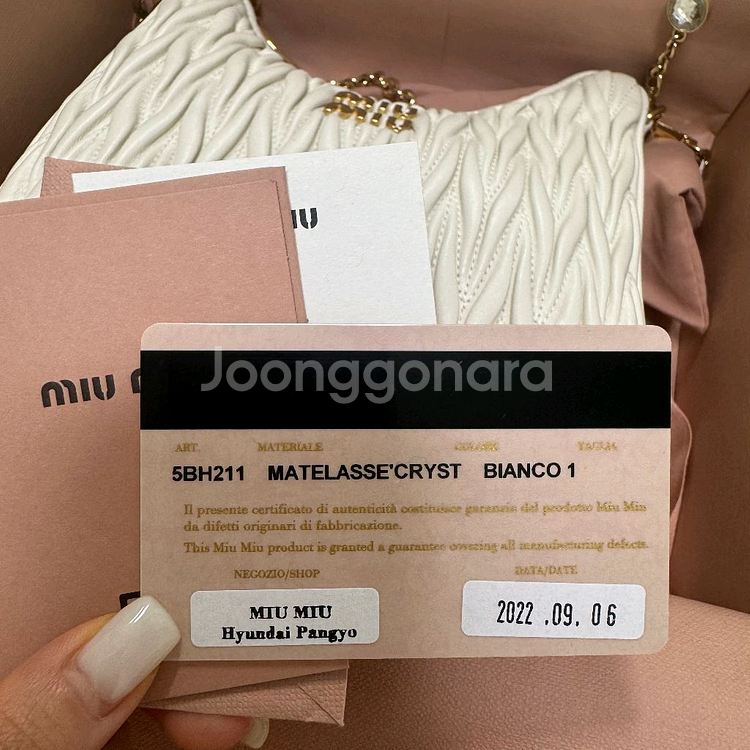 miu
IU
MIU
Joonggonara
ART. MATERIALE COLORE TAGLIA
5BH211 MATELASSE'CRYST BIANCO 1
Il presente certificato di autenticità costituisce garanzia del prodotto Miu Miu
da difetti originari di fabbricazione.
This Miu Miu product is granted a guarantee covering all manufacturing defects.
NEGOZIO/SHOP DATA/DATE
MIU MIU
Hyundai Pangyo
2022 .09. 06